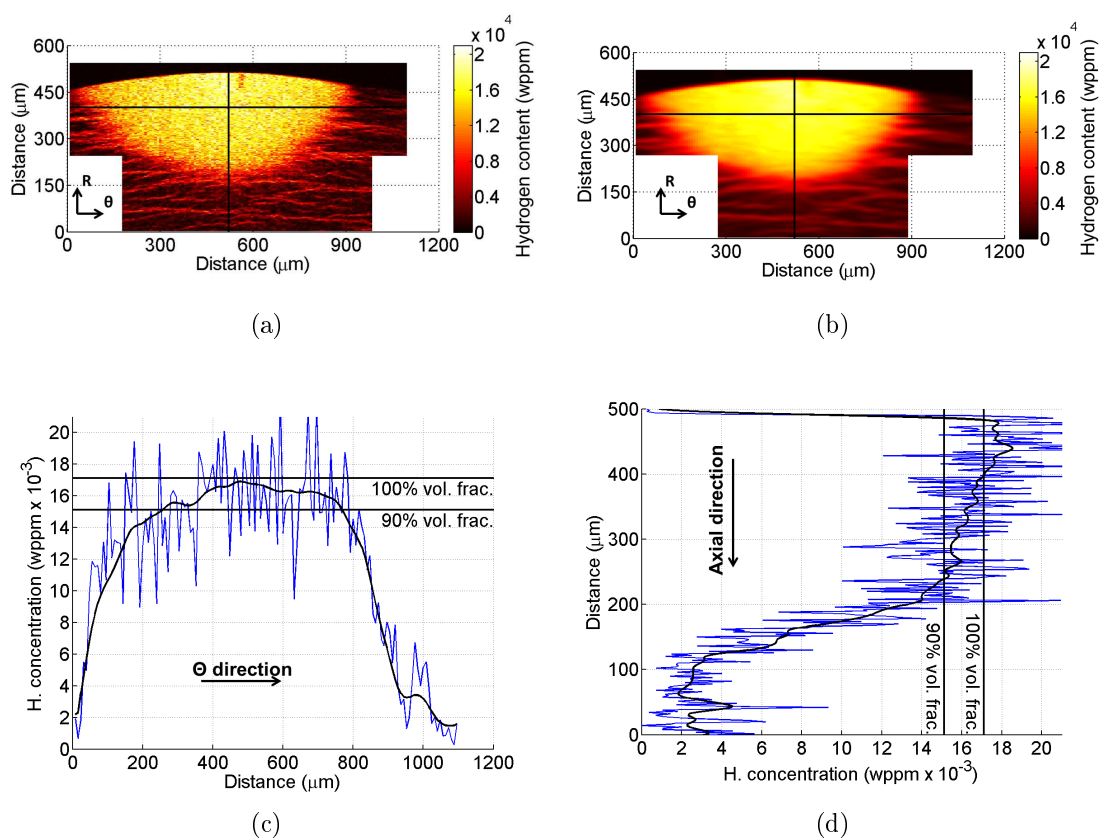 x 10⁴
600
450
300
150
0
Distance (μm)
R
θ
0 300 600 900 1200
Distance (μm)
2
1.6
1.2
0.8
0.4
0
Hydrogen content (wppm)
(a)
x 10⁴
600
450
300
150
0
Distance (μm)
R
θ
300 600 900 1200
Distance (μm)
2
1.6
1.2
0.8
0.4
0
Hydrogen content (wppm)
(b)
20
18
16
14
12
10
8
6
4
2
0
H. concentration (wppm x 10⁻³)
100% vol. frac.
90% vol. frac.
Θ direction
0 200 400 600 800 1000 1200
Distance (μm)
(c)
500
400
300
200
100
0
Distance (μm)
Axial direction
90% vol. frac.
100% vol. frac.
0 2 4 6 8 10 12 14 16 18 20
H. concentration (wppm x 10⁻³)
(d)